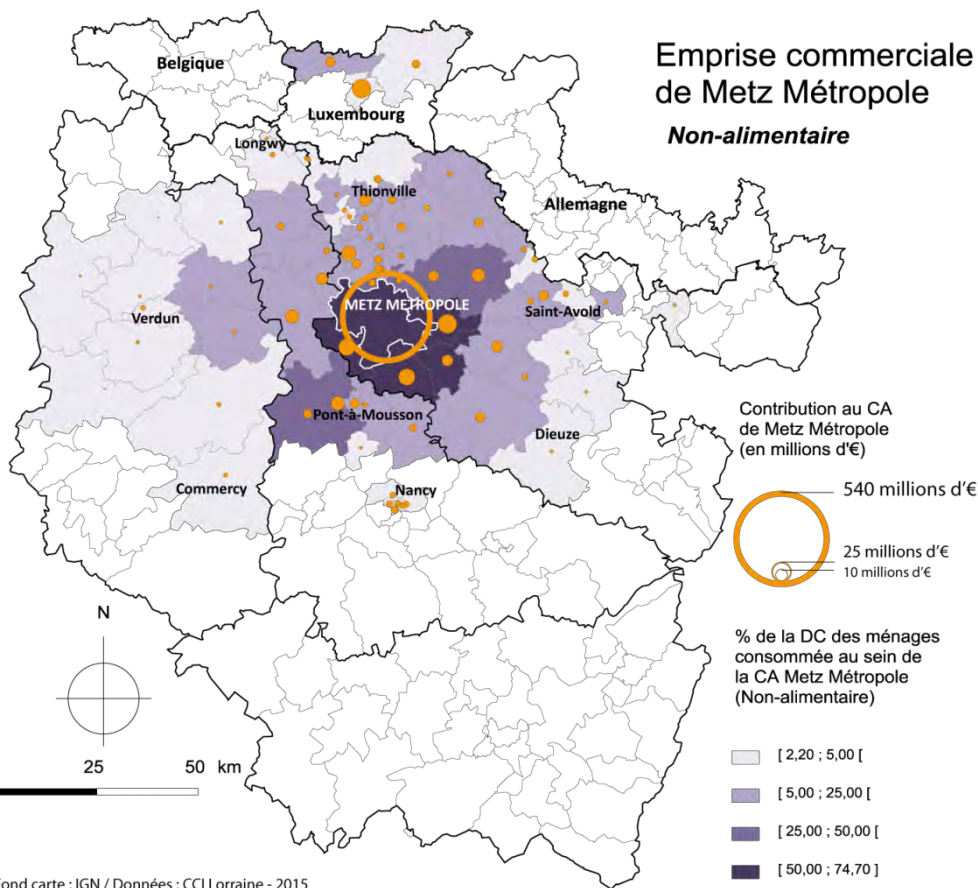 Emprise commerciale
de Metz Métropole
Non-alimentaire
Belgique
Luxembourg
Longwy
Thionville
Allemagne
METZ METROPOLE
Verdun
Saint-Avold
Pont-à-Mousson
Dieuze
Commercy
Nancy
Contribution au CA
de Metz Métropole
(en millions d'€)
540 millions d'€
25 millions d'€
10 millions d'€
N
25 50 km
% de la DC des ménages
consommée au sein de
la CA Metz Métropole
(Non-alimentaire)
[ 2,20 ; 5,00 [
[ 5,00 ; 25,00 [
[ 25,00 ; 50,00 [
[ 50,00 ; 74,70 ]
Fond carte : IGN / Données : CCI Lorraine - 2015